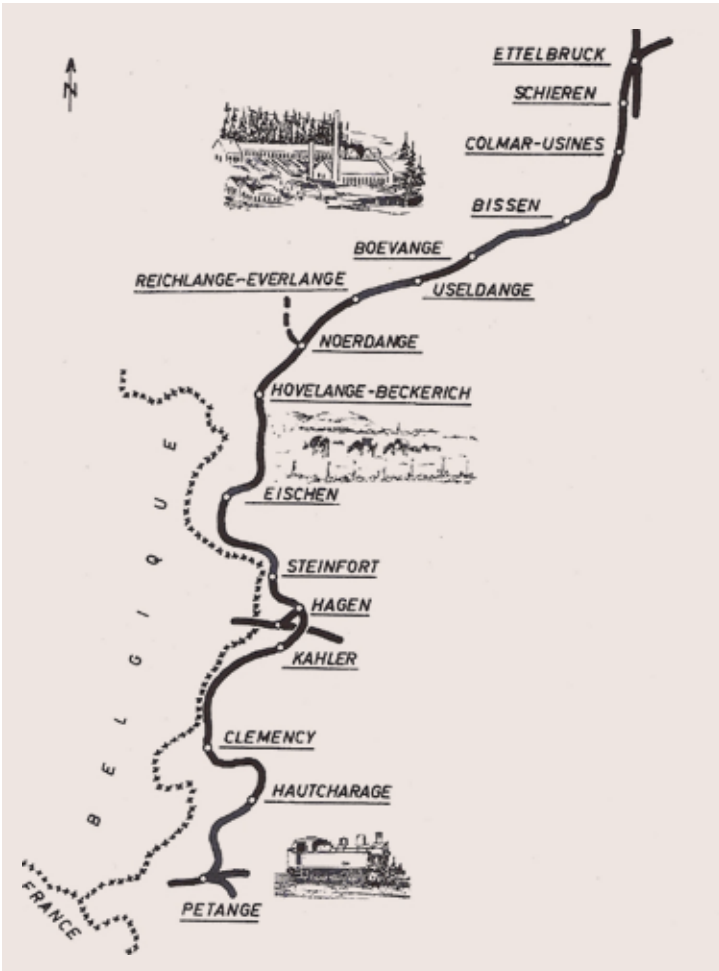 N
ETTELBRUCK
SCHIEREN
COLMAR-USINES
BISSEN
BOEVANGE
USELDANGE
REICHLANGE-EVERLANGE
NOERDANGE
HOVELANGE-BECKERICH
EISCHEN
STEINFORT
HAGEN
KAHLER
CLEMENCY
HAUTCHARAGE
PETANGE
BELGIQUE
FRANCE